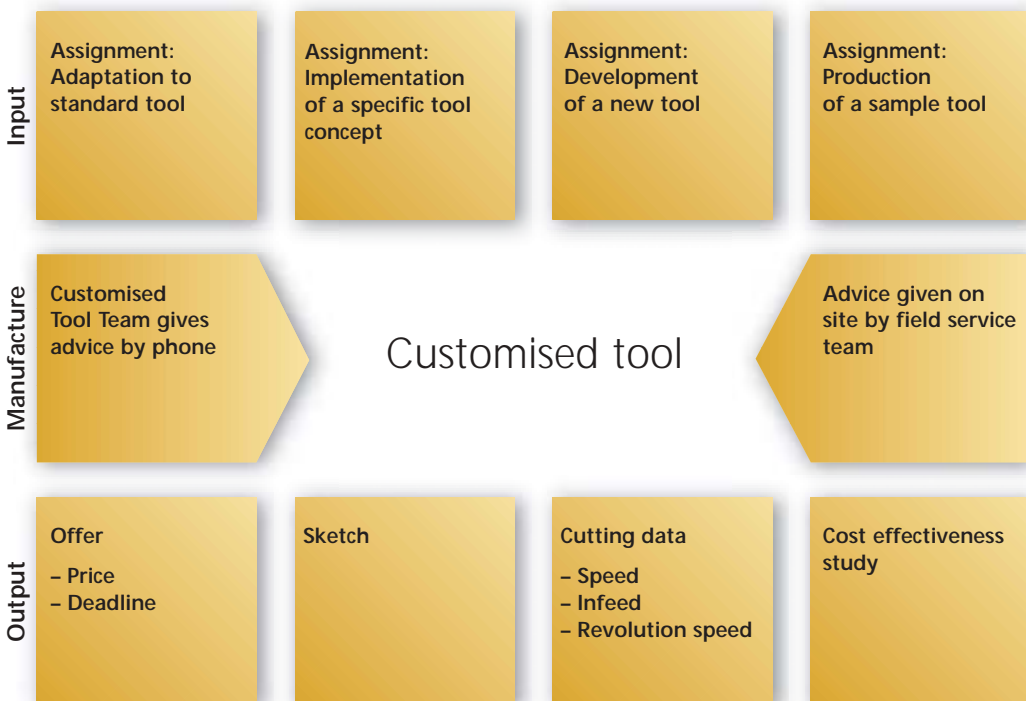 Input
Assignment:
Adaptation to
standard tool
Assignment:
Implementation
of a specific tool
concept
Assignment:
Development
of a new tool
Assignment:
Production
of a sample tool
Manufacture
Customised
Tool Team gives
advice by phone
Customised tool
Advice given on
site by field service
team
Output
Offer
– Price
– Deadline
Sketch
Cutting data
– Speed
– Infeed
– Revolution speed
Cost effectiveness
study